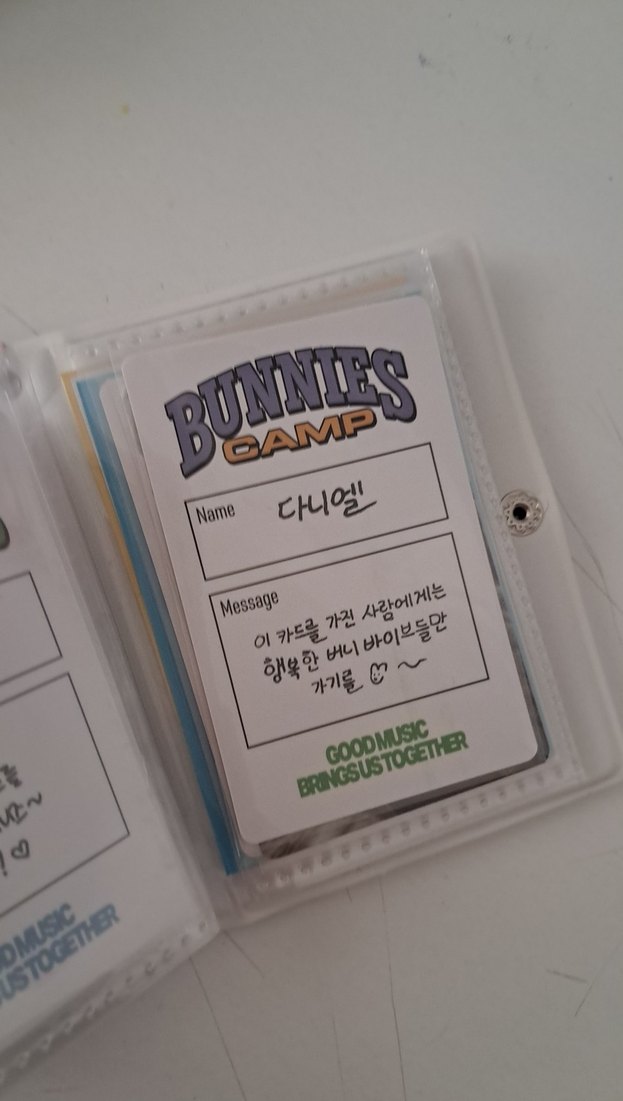 BUNNIES
CAMP
Name 다니엘
Message
이 카드를 가진 사람에게는
행복한 버니 바이브들만
가기를
GOOD MUSIC
BRINGS US TOGETHER
MUSIC
US TOGETHER